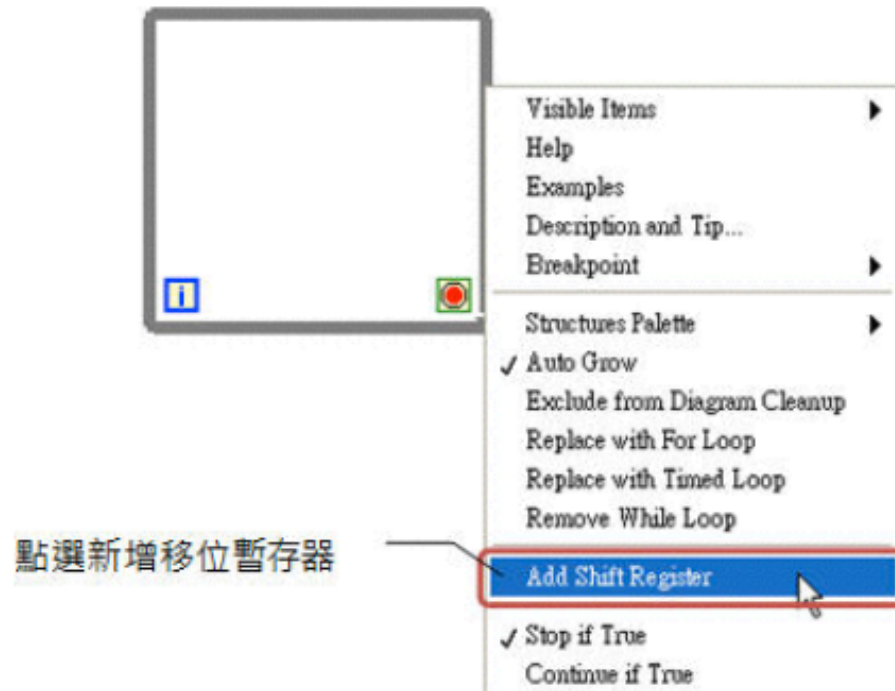 Visible Items
Help
Examples
Description and Tip...
Breakpoint
i
Structures Palette
Auto Grow
Exclude from Diagram Cleanup
Replace with For Loop
Replace with Timed Loop
Remove While Loop
點選新增移位暫存器
Add Shift Register
Stop if True
Continue if True